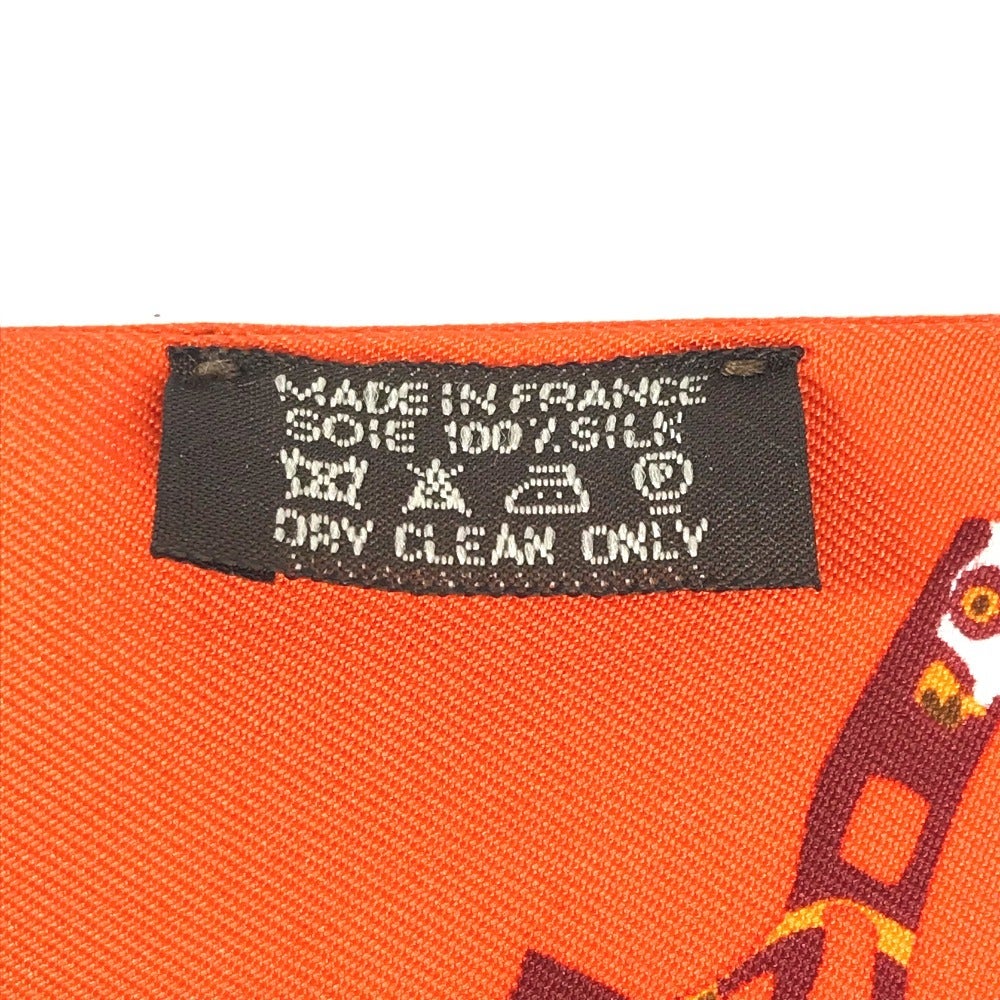 MADE IN FRANCE
SOIE 100% SILK
P
DRY CLEAN ONLY